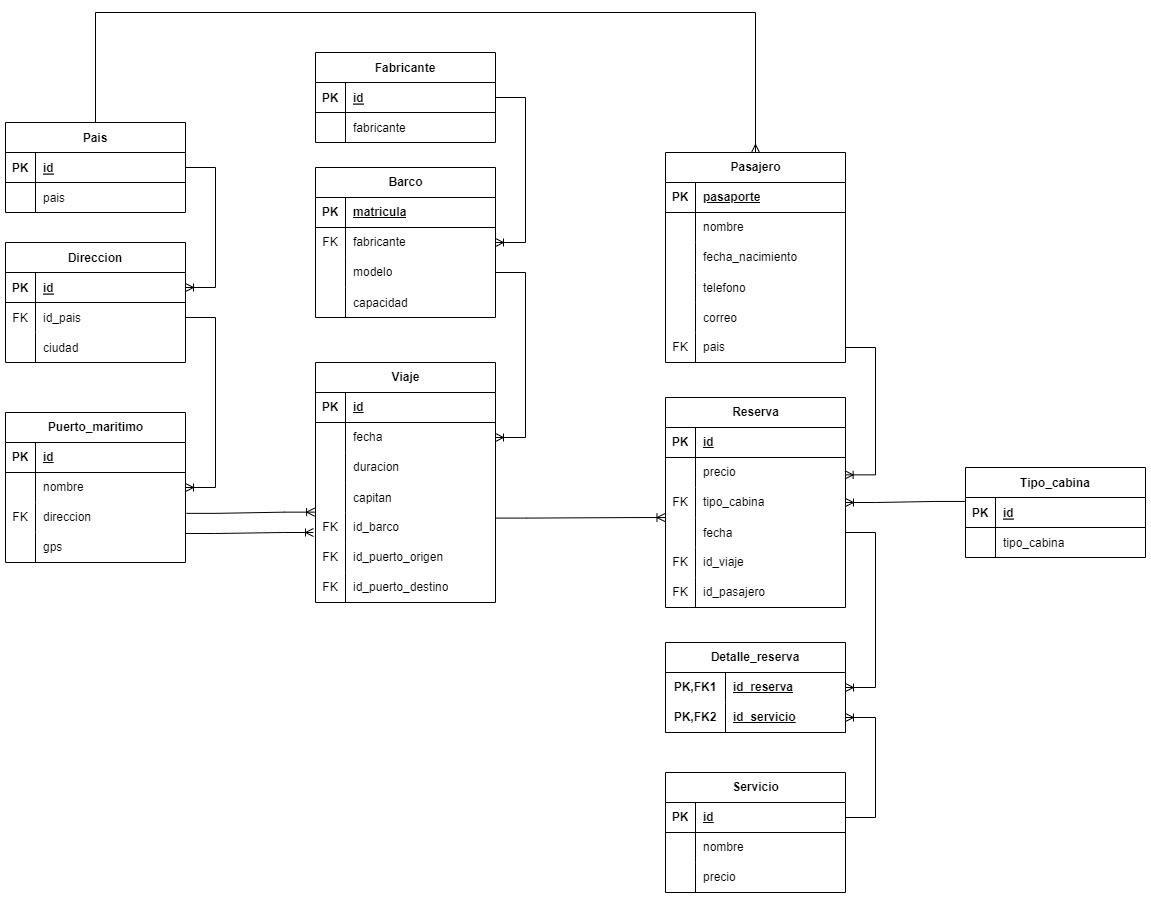 Pais
PK id
pais
Direccion
PK id
FK id_pais
ciudad
Puerto_maritimo
PK id
nombre
FK direccion
gps
Fabricante
PK id
fabricante
Barco
PK matricula
FK fabricante
modelo
capacidad
Viaje
PK id
fecha
duracion
capitan
FK id_barco
FK id_puerto_origen
FK id_puerto_destino
Pasajero
PK pasaporte
nombre
fecha_nacimiento
telefono
correo
FK pais
Reserva
PK id
precio
FK tipo_cabina
fecha
FK id_viaje
FK id_pasajero
Detalle_reserva
PK,FK1 id_reserva
PK,FK2 id_servicio
Servicio
PK id
nombre
precio
Tipo_cabina
PK id
tipo_cabina